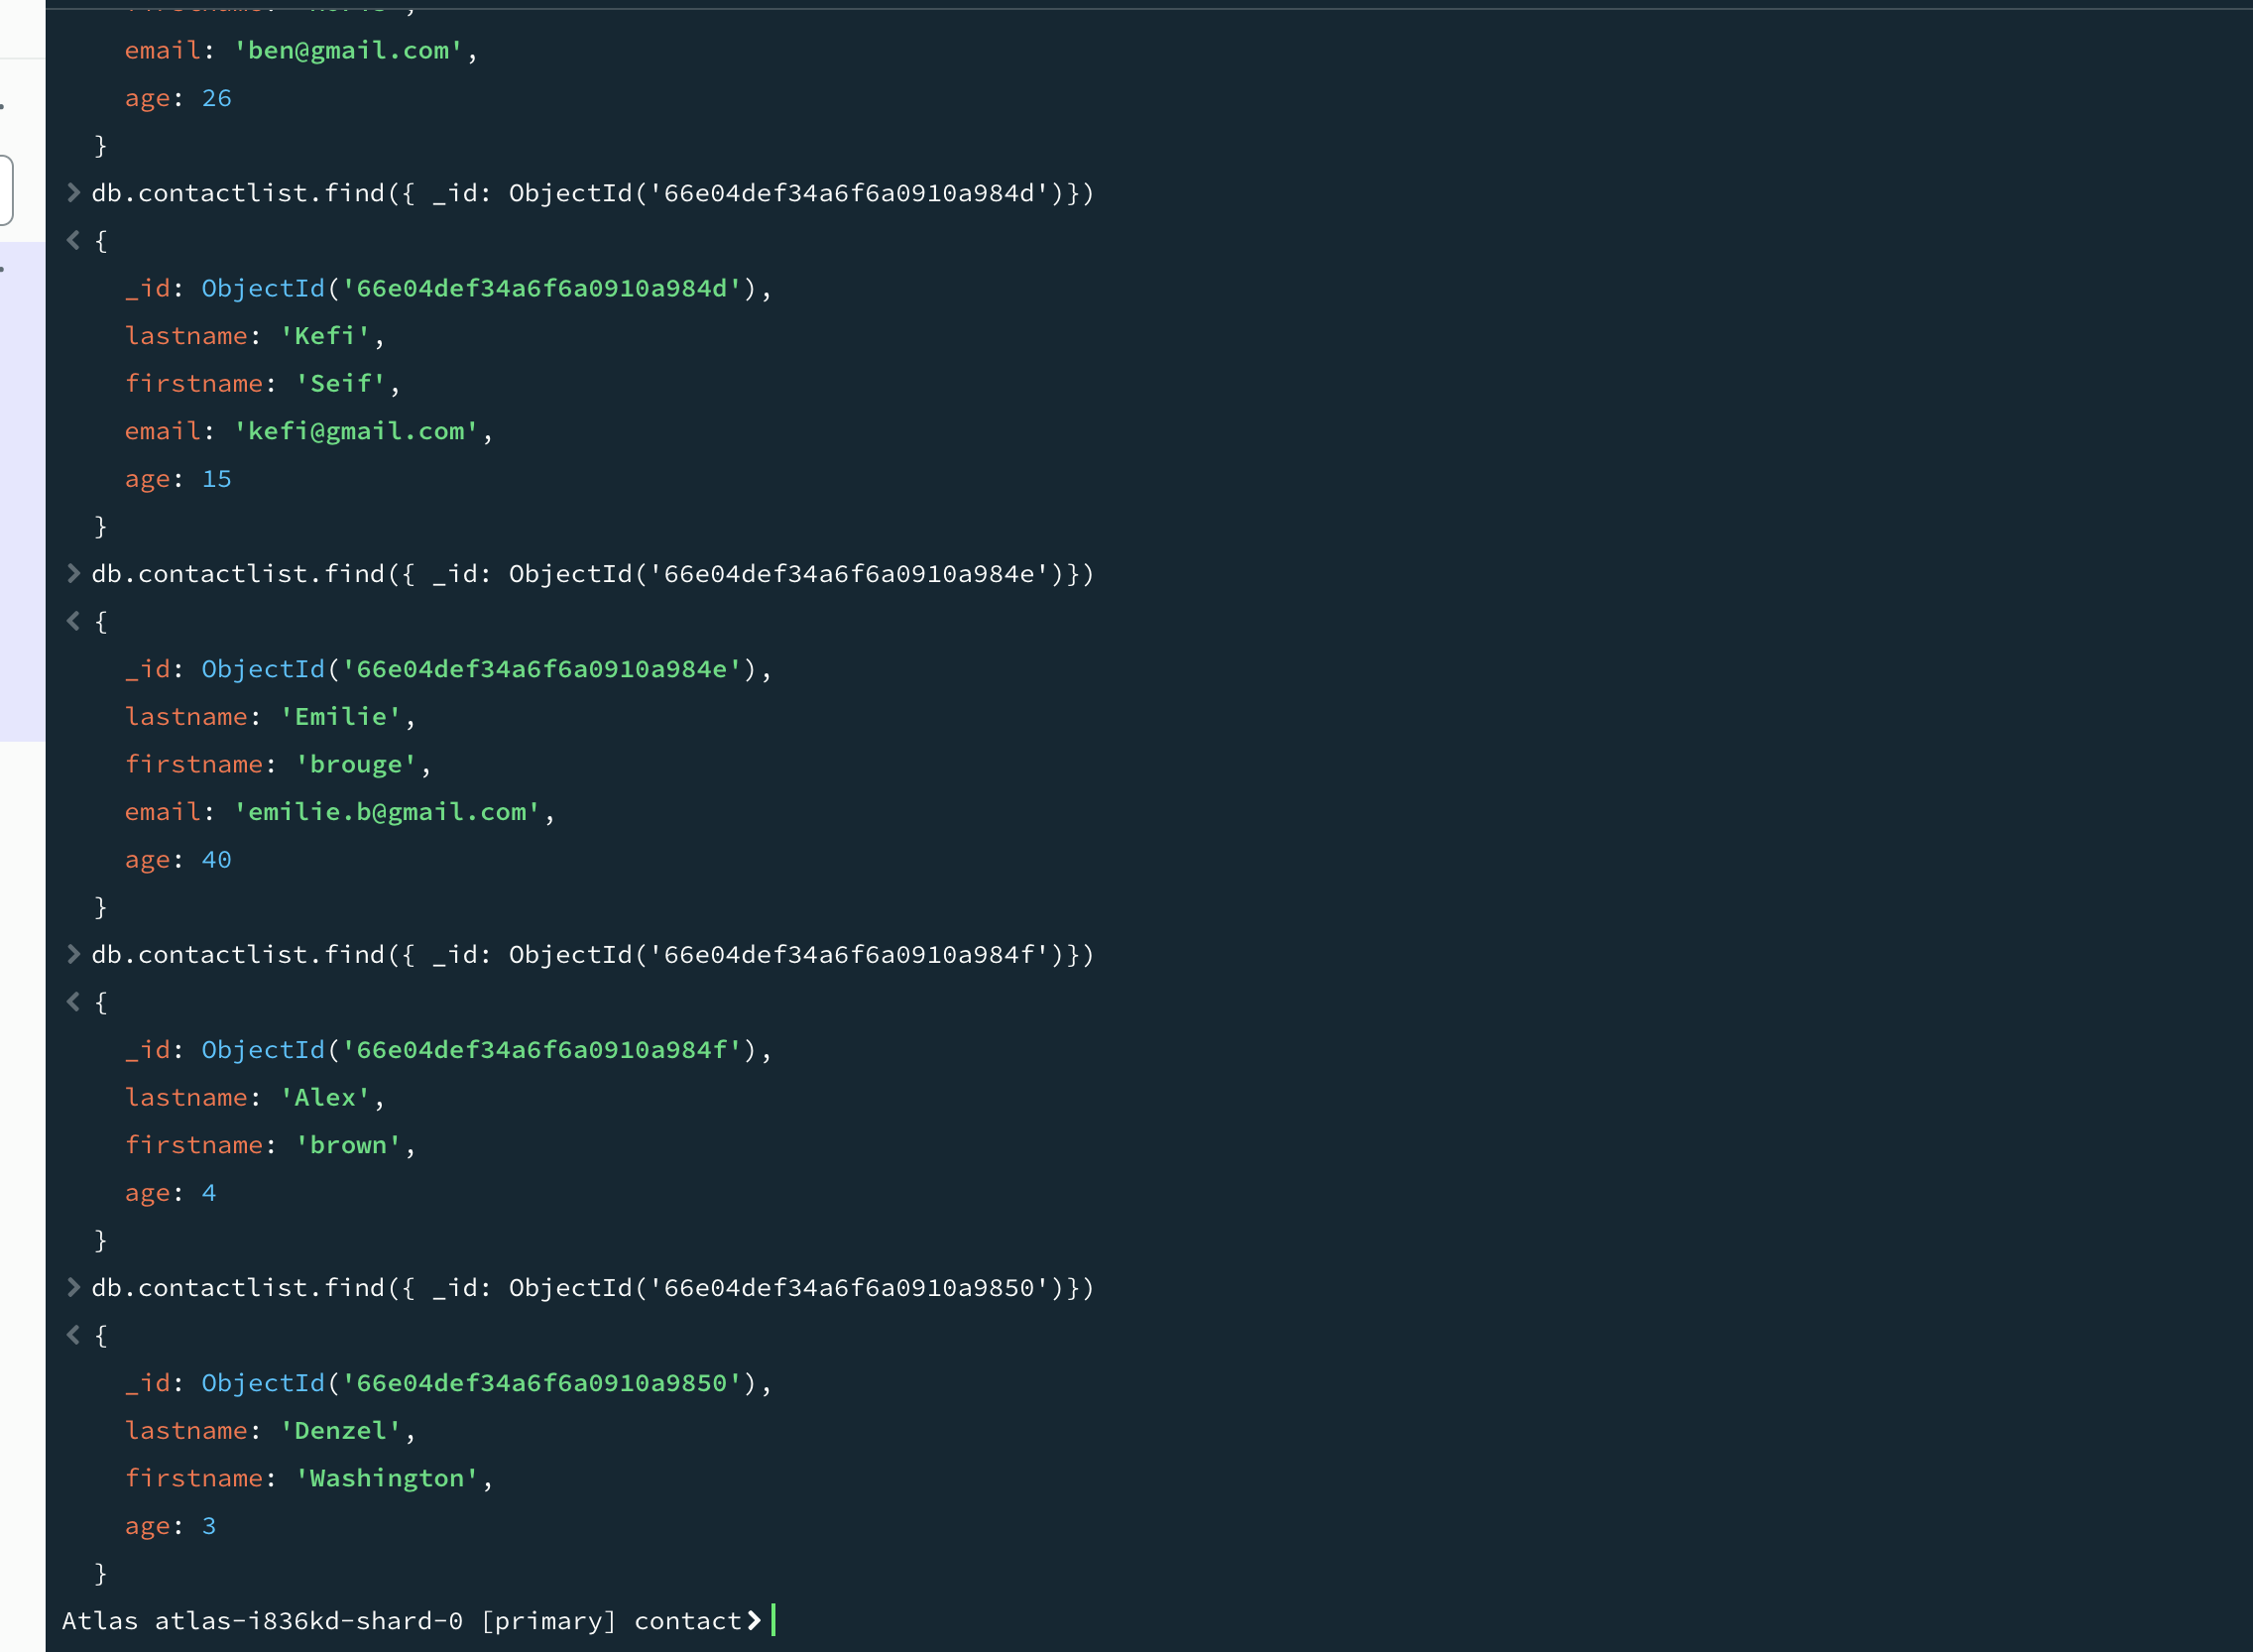 email: 'ben@gmail.com',
age: 26
}
db.contactlist.find({ _id: ObjectId('66e04def34a6f6a0910a984d')})
{
_id: ObjectId('66e04def34a6f6a0910a984d'),
lastname: 'Kefi',
firstname: 'Seif',
email: 'kefi@gmail.com',
age: 15
}
db.contactlist.find({ _id: ObjectId('66e04def34a6f6a0910a984e')})
{
_id: ObjectId('66e04def34a6f6a0910a984e'),
lastname: 'Emilie',
firstname: 'brouge',
email: 'emilie.b@gmail.com',
age: 40
}
db.contactlist.find({ _id: ObjectId('66e04def34a6f6a0910a984f')})
{
_id: ObjectId('66e04def34a6f6a0910a984f'),
lastname: 'Alex',
firstname: 'brown',
age: 4
}
db.contactlist.find({ _id: ObjectId('66e04def34a6f6a0910a9850')})
{
_id: ObjectId('66e04def34a6f6a0910a9850'),
lastname: 'Denzel',
firstname: 'Washington',
age: 3
}
Atlas atlas-i836kd-shard-0 [primary] contact>